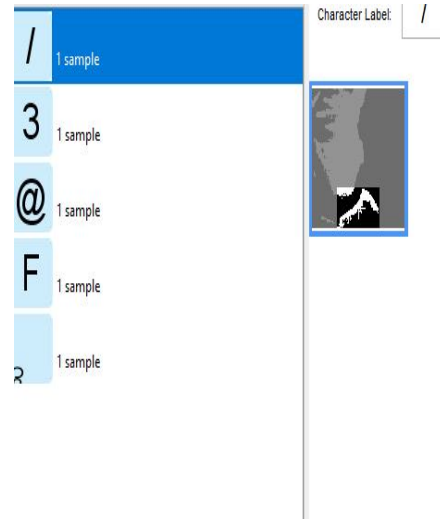 Character Label: /
/ 1 sample
3 1 sample
@ 1 sample
F 1 sample
1 sample